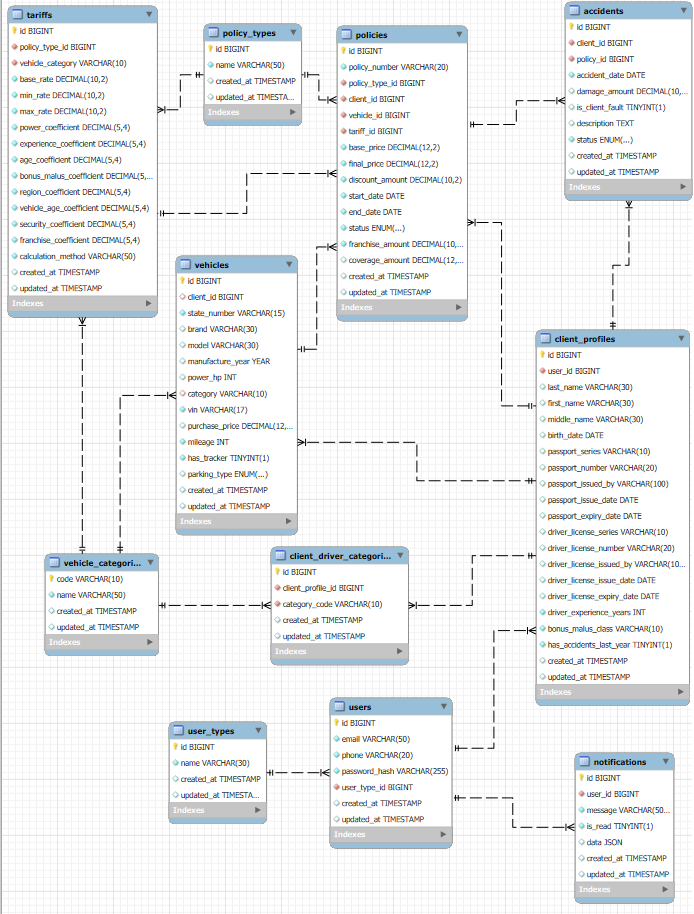 tariffs
id BIGINT
policy_type_id BIGINT
vehicle_category VARCHAR(10)
base_rate DECIMAL(10,2)
min_rate DECIMAL(10,2)
max_rate DECIMAL(10,2)
power_coefficient DECIMAL(5,4)
experience_coefficient DECIMAL(5,4)
age_coefficient DECIMAL(5,4)
bonus_malus_coefficient DECIMAL(5,...
region_coefficient DECIMAL(5,4)
vehicle_age_coefficient DECIMAL(5,4)
security_coefficient DECIMAL(5,4)
franchise_coefficient DECIMAL(5,4)
calculation_method VARCHAR(50)
created_at TIMESTAMP
updated_at TIMESTAMP
Indexes
policy_types
id BIGINT
name VARCHAR(50)
created_at TIMESTAMP
updated_at TIMESTA...
Indexes
policies
id BIGINT
policy_number VARCHAR(20)
policy_type_id BIGINT
client_id BIGINT
vehicle_id BIGINT
tariff_id BIGINT
base_price DECIMAL(12,2)
final_price DECIMAL(12,2)
discount_amount DECIMAL(10,2)
start_date DATE
end_date DATE
status ENUM(...)
franchise_amount DECIMAL(10,...
coverage_amount DECIMAL(12,...
created_at TIMESTAMP
updated_at TIMESTAMP
Indexes
accidents
id BIGINT
client_id BIGINT
policy_id BIGINT
accident_date DATE
damage_amount DECIMAL(10,...
is_client_fault TINYINT(1)
description TEXT
status ENUM(...)
created_at TIMESTAMP
updated_at TIMESTAMP
Indexes
vehicles
id BIGINT
client_id BIGINT
state_number VARCHAR(15)
brand VARCHAR(30)
model VARCHAR(30)
manufacture_year YEAR
power_hp INT
category VARCHAR(10)
vin VARCHAR(17)
purchase_price DECIMAL(12,...
mileage INT
has_tracker TINYINT(1)
parking_type ENUM(...)
created_at TIMESTAMP
updated_at TIMESTAMP
Indexes
client_profiles
id BIGINT
user_id BIGINT
last_name VARCHAR(30)
first_name VARCHAR(30)
middle_name VARCHAR(30)
birth_date DATE
passport_series VARCHAR(10)
passport_number VARCHAR(20)
passport_issued_by VARCHAR(100)
passport_issue_date DATE
passport_expiry_date DATE
driver_license_series VARCHAR(10)
driver_license_number VARCHAR(20)
driver_license_issued_by VARCHAR(10...
driver_license_issue_date DATE
driver_license_expiry_date DATE
driver_experience_years INT
bonus_malus_class VARCHAR(10)
has_accidents_last_year TINYINT(1)
created_at TIMESTAMP
updated_at TIMESTAMP
Indexes
vehicle_categori...
code VARCHAR(10)
name VARCHAR(50)
created_at TIMESTAMP
updated_at TIMESTAMP
Indexes
client_driver_categori...
id BIGINT
client_profile_id BIGINT
category_code VARCHAR(10)
created_at TIMESTAMP
updated_at TIMESTAMP
Indexes
user_types
id BIGINT
name VARCHAR(30)
created_at TIMESTAMP
updated_at TIMESTA...
Indexes
users
id BIGINT
email VARCHAR(50)
phone VARCHAR(20)
password_hash VARCHAR(255)
user_type_id BIGINT
created_at TIMESTAMP
updated_at TIMESTAMP
Indexes
notifications
id BIGINT
user_id BIGINT
message VARCHAR(50...
is_read TINYINT(1)
data JSON
created_at TIMESTAMP
updated_at TIMESTAMP
Indexes